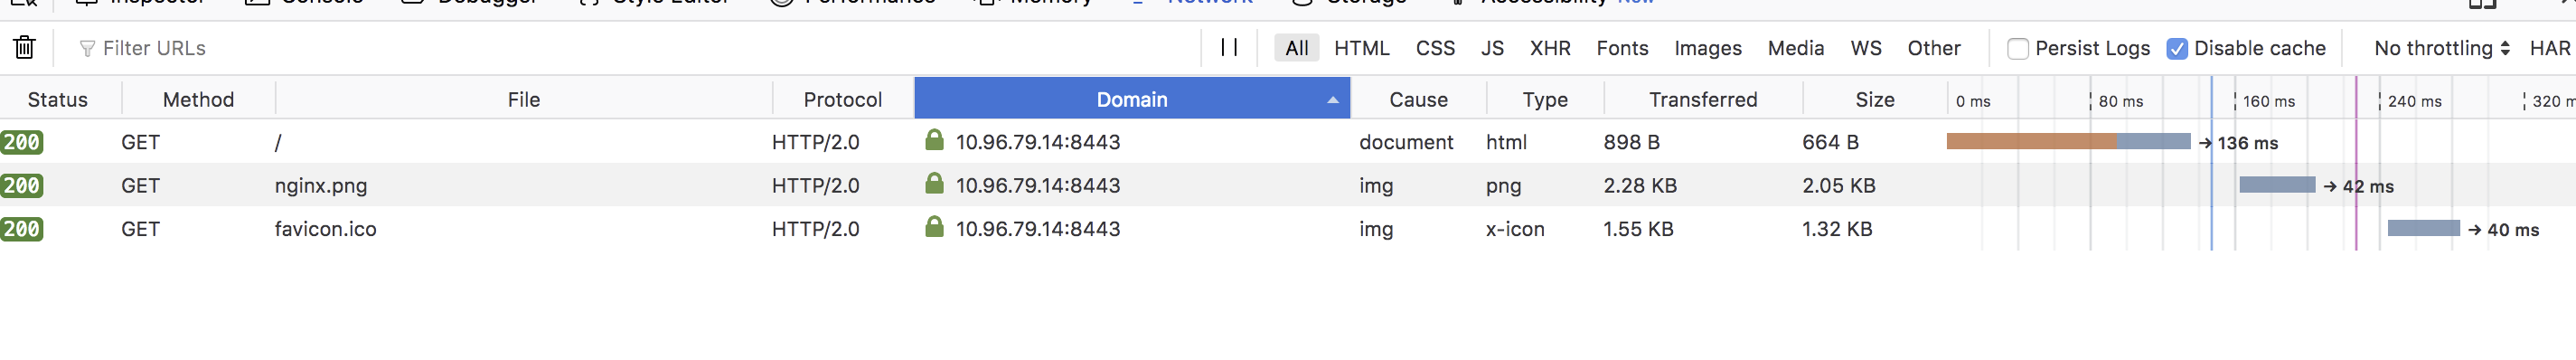 Inspector Console Debugger Style Editor Performance Memory Network Storage Accessibility New
Filter URLs All HTML CSS JS XHR Fonts Images Media WS Other Persist Logs Disable cache No throttling HAR
Status Method File Protocol Domain Cause Type Transferred Size 0 ms 80 ms 160 ms 240 ms 320 m
200 GET / HTTP/2.0 10.96.79.14:8443 document html 898 B 664 B → 136 ms
200 GET nginx.png HTTP/2.0 10.96.79.14:8443 img png 2.28 KB 2.05 KB → 42 ms
200 GET favicon.ico HTTP/2.0 10.96.79.14:8443 img x-icon 1.55 KB 1.32 KB → 40 ms